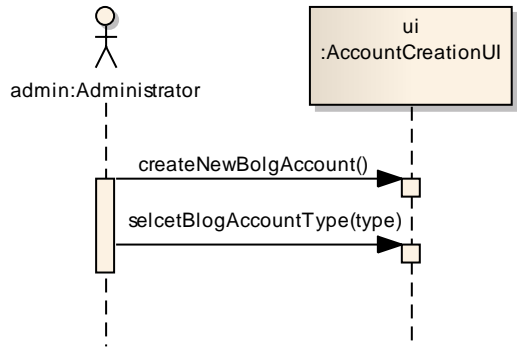 ui
:AccountCreationUI
admin:Administrator
createNewBolgAccount()
selcetBlogAccountType(type)